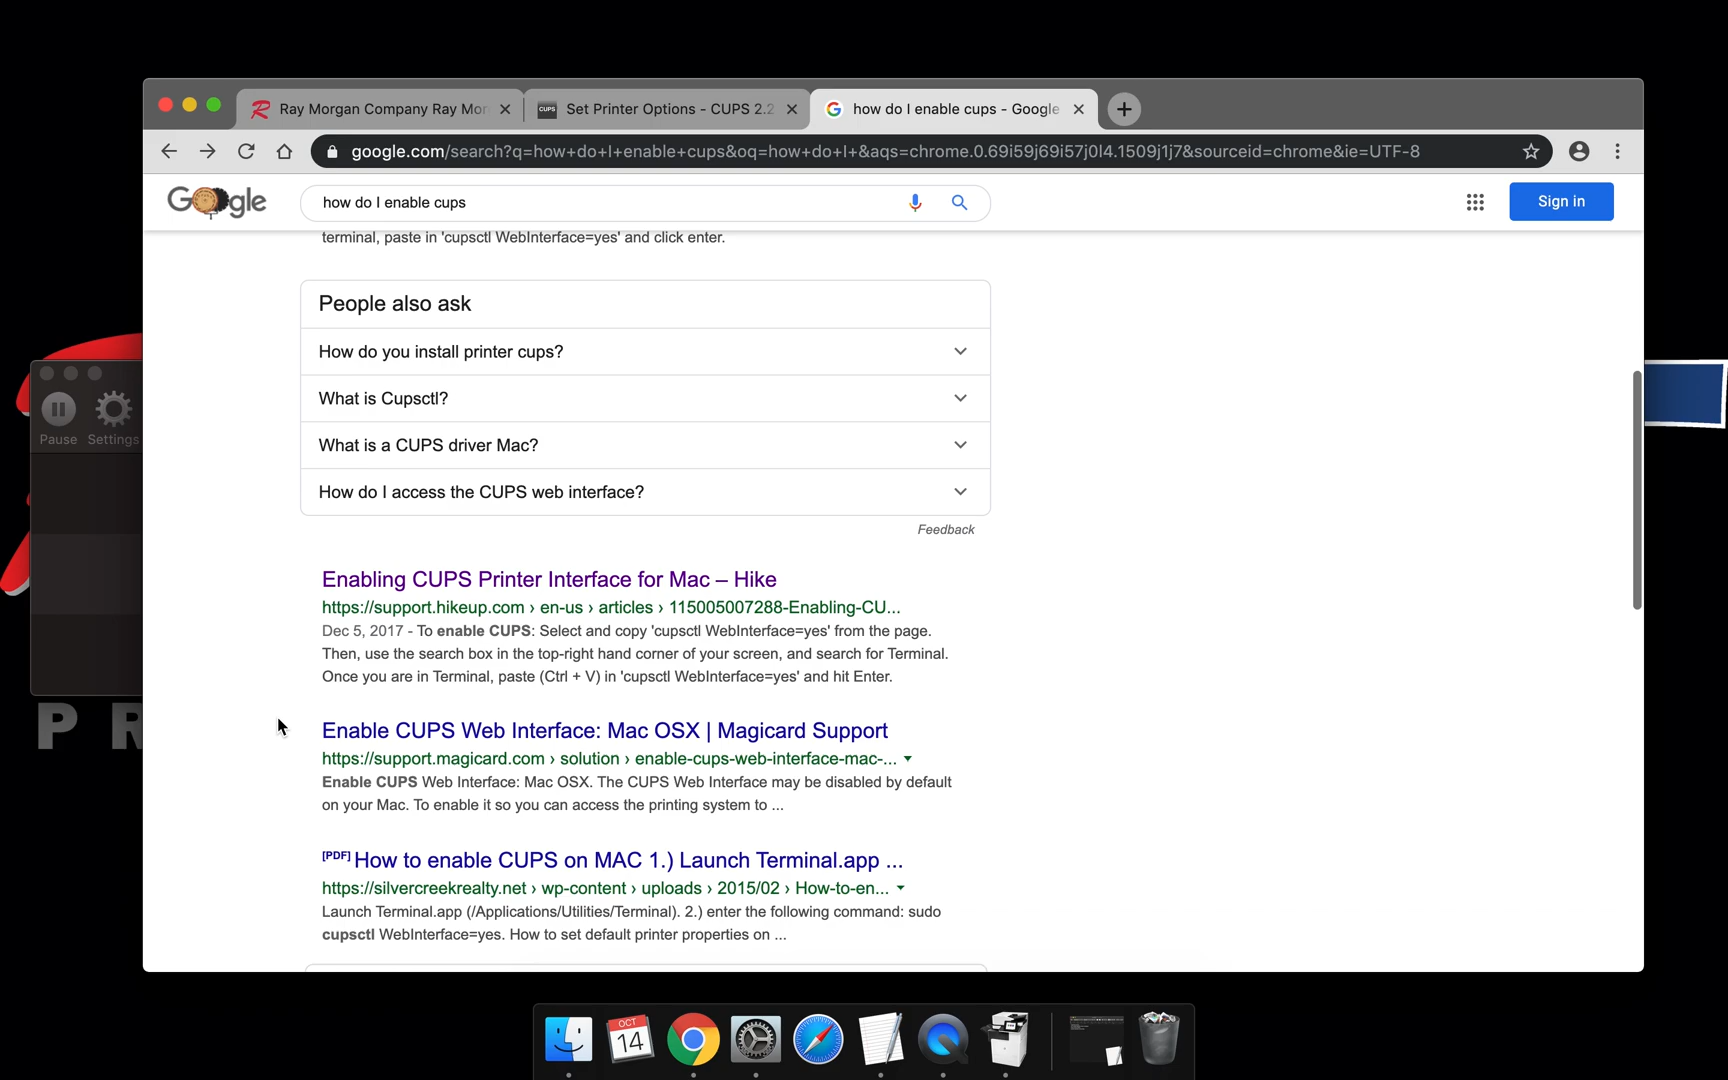 Ray Morgan Company Ray Mor
CUPS
Set Printer Options - CUPS 2.2
how do I enable cups - Google
google.com/search?q=how+do+I+enable+cups&oq=how+do+I+&aqs=chrome.0.69i59j69i57j0l4.1509j1j7&sourceid=chrome&ie=UTF-8
Google
how do I enable cups
Sign in
terminal, paste in 'cupsctl WebInterface=yes' and click enter.
People also ask
How do you install printer cups?
What is Cupsctl?
What is a CUPS driver Mac?
How do I access the CUPS web interface?
Feedback
Enabling CUPS Printer Interface for Mac – Hike
https://support.hikeup.com › en-us › articles › 115005007288-Enabling-CU...
Dec 5, 2017 - To enable CUPS: Select and copy 'cupsctl WebInterface=yes' from the page.
Then, use the search box in the top-right hand corner of your screen, and search for Terminal.
Once you are in Terminal, paste (Ctrl + V) in 'cupsctl WebInterface=yes' and hit Enter.
Enable CUPS Web Interface: Mac OSX | Magicard Support
https://support.magicard.com › solution › enable-cups-web-interface-mac-...
Enable CUPS Web Interface: Mac OSX. The CUPS Web Interface may be disabled by default
on your Mac. To enable it so you can access the printing system to ...
[PDF] How to enable CUPS on MAC 1.) Launch Terminal.app ...
https://silvercreekrealty.net › wp-content › uploads › 2015/02 › How-to-en...
Launch Terminal.app (/Applications/Utilities/Terminal). 2.) enter the following command: sudo
cupsctl WebInterface=yes. How to set default printer properties on ...
Pause Settings
P R
OCT
14